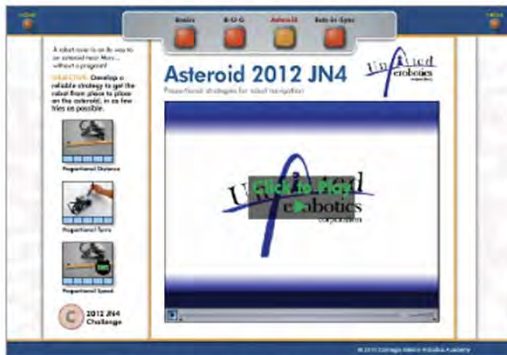 Basics
B-U-G
Asteroid
Bots-in-Sync
Asteroid 2012 JN4
Proportional strategies for robot navigation
A robot rover is on its way to
an asteroid near Mars...
without a program!
OBJECTIVE: Develop a
reliable strategy to get the
robot from place to place
on the asteroid, in as few
tries as possible.
Proportional Distance
Proportional Turns
Proportional Speed
C
2012 JN4
Challenge
Click to Play
erobotics
corporation